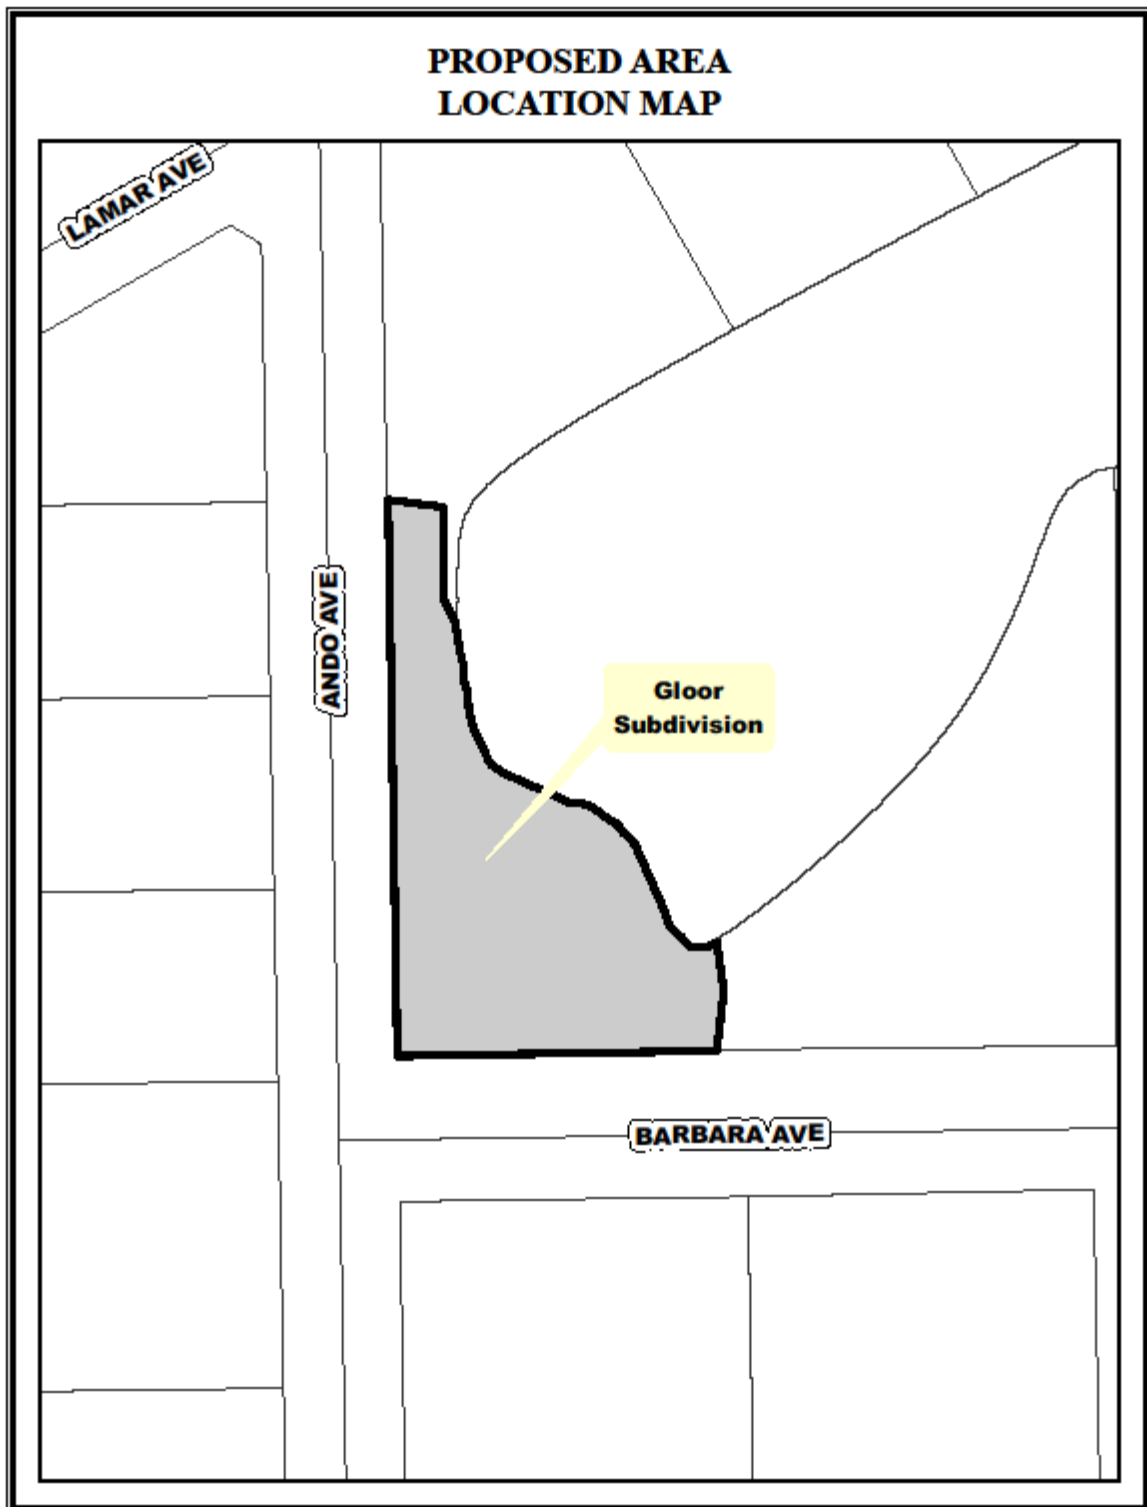 PROPOSED AREA
LOCATION MAP
LAMAR AVE
ANDO AVE
Gloor
Subdivision
BARBARA AVE